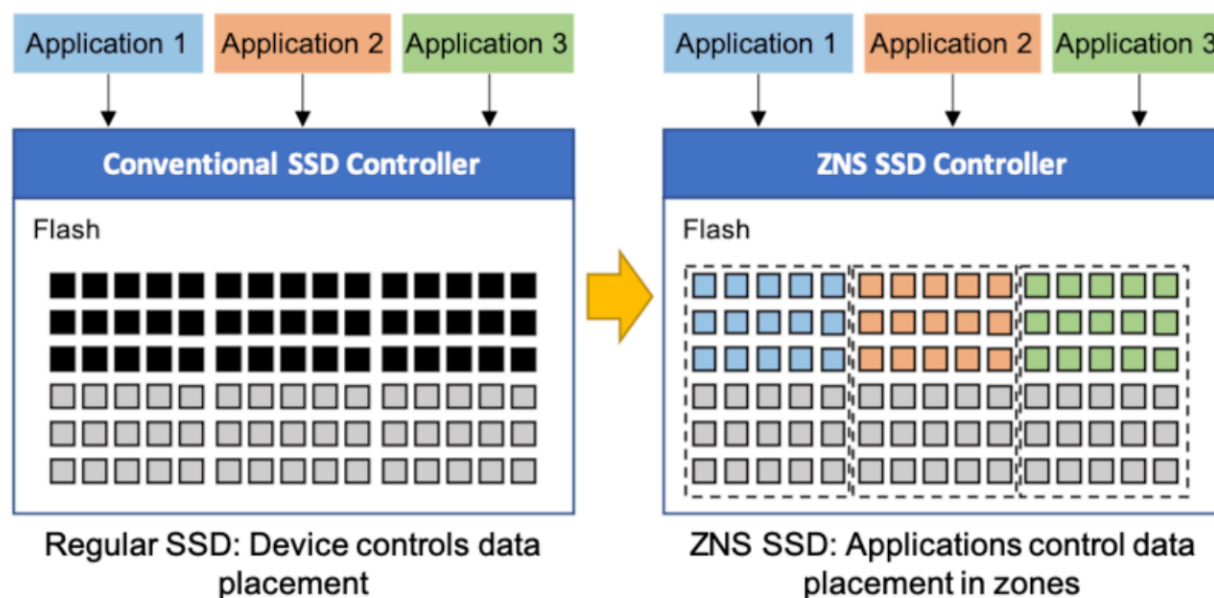 Application 1
Application 2
Application 3
Conventional SSD Controller
Flash
Regular SSD: Device controls data
placement
Application 1
Application 2
Application 3
ZNS SSD Controller
Flash
ZNS SSD: Applications control data
placement in zones